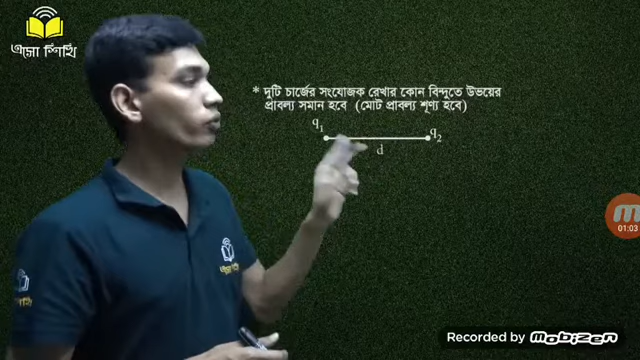 এসো শিখি
* দুটি চার্জের সংযোজক রেখার কোন বিন্দুতে উভয়ের
প্রাবল্য সমান হবে (মোট প্রাবল্য শূণ্য হবে)
q₁
q₂
d
01:03
Recorded by mobizen